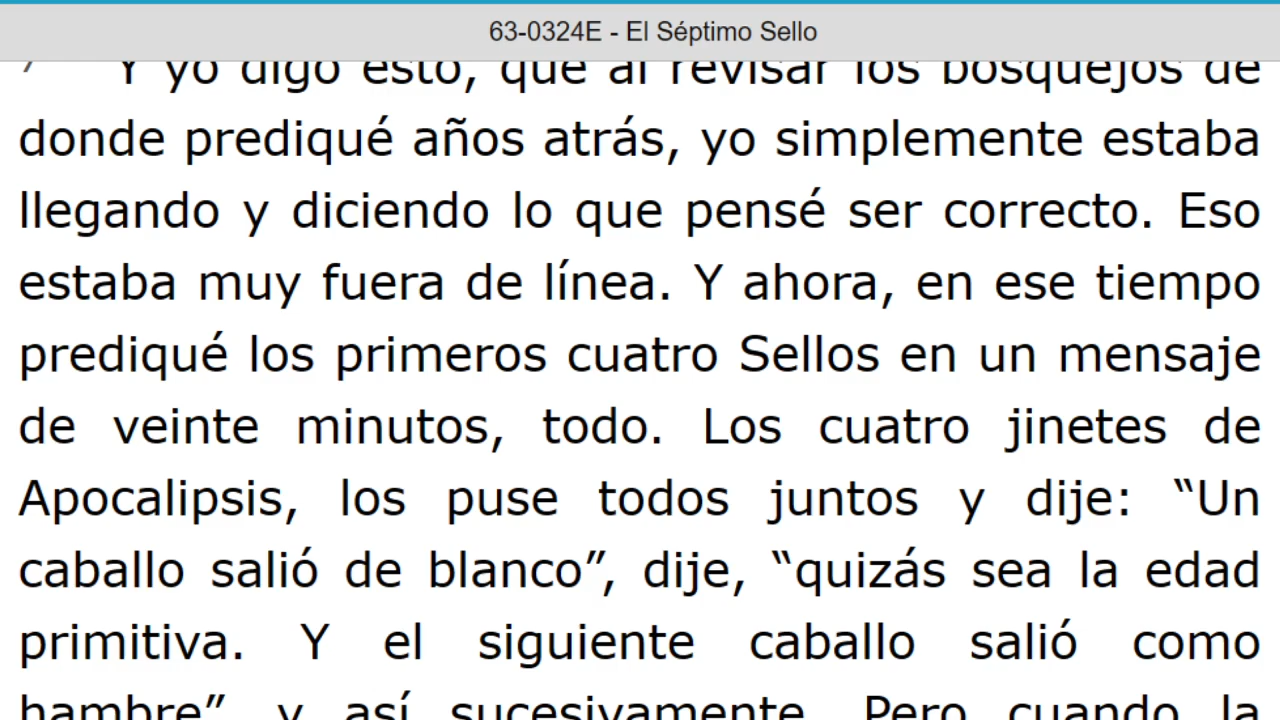 63-0324E - El Séptimo Sello
Y yo digo esto, que al revisar los bosquejos de
donde prediqué años atrás, yo simplemente estaba
llegando y diciendo lo que pensé ser correcto. Eso
estaba muy fuera de línea. Y ahora, en ese tiempo
prediqué los primeros cuatro Sellos en un mensaje
de veinte minutos, todo. Los cuatro jinetes de
Apocalipsis, los puse todos juntos y dije: “Un
caballo salió de blanco”, dije, “quizás sea la edad
primitiva. Y el siguiente caballo salió como
hambre”, y así sucesivamente. Pero cuando la